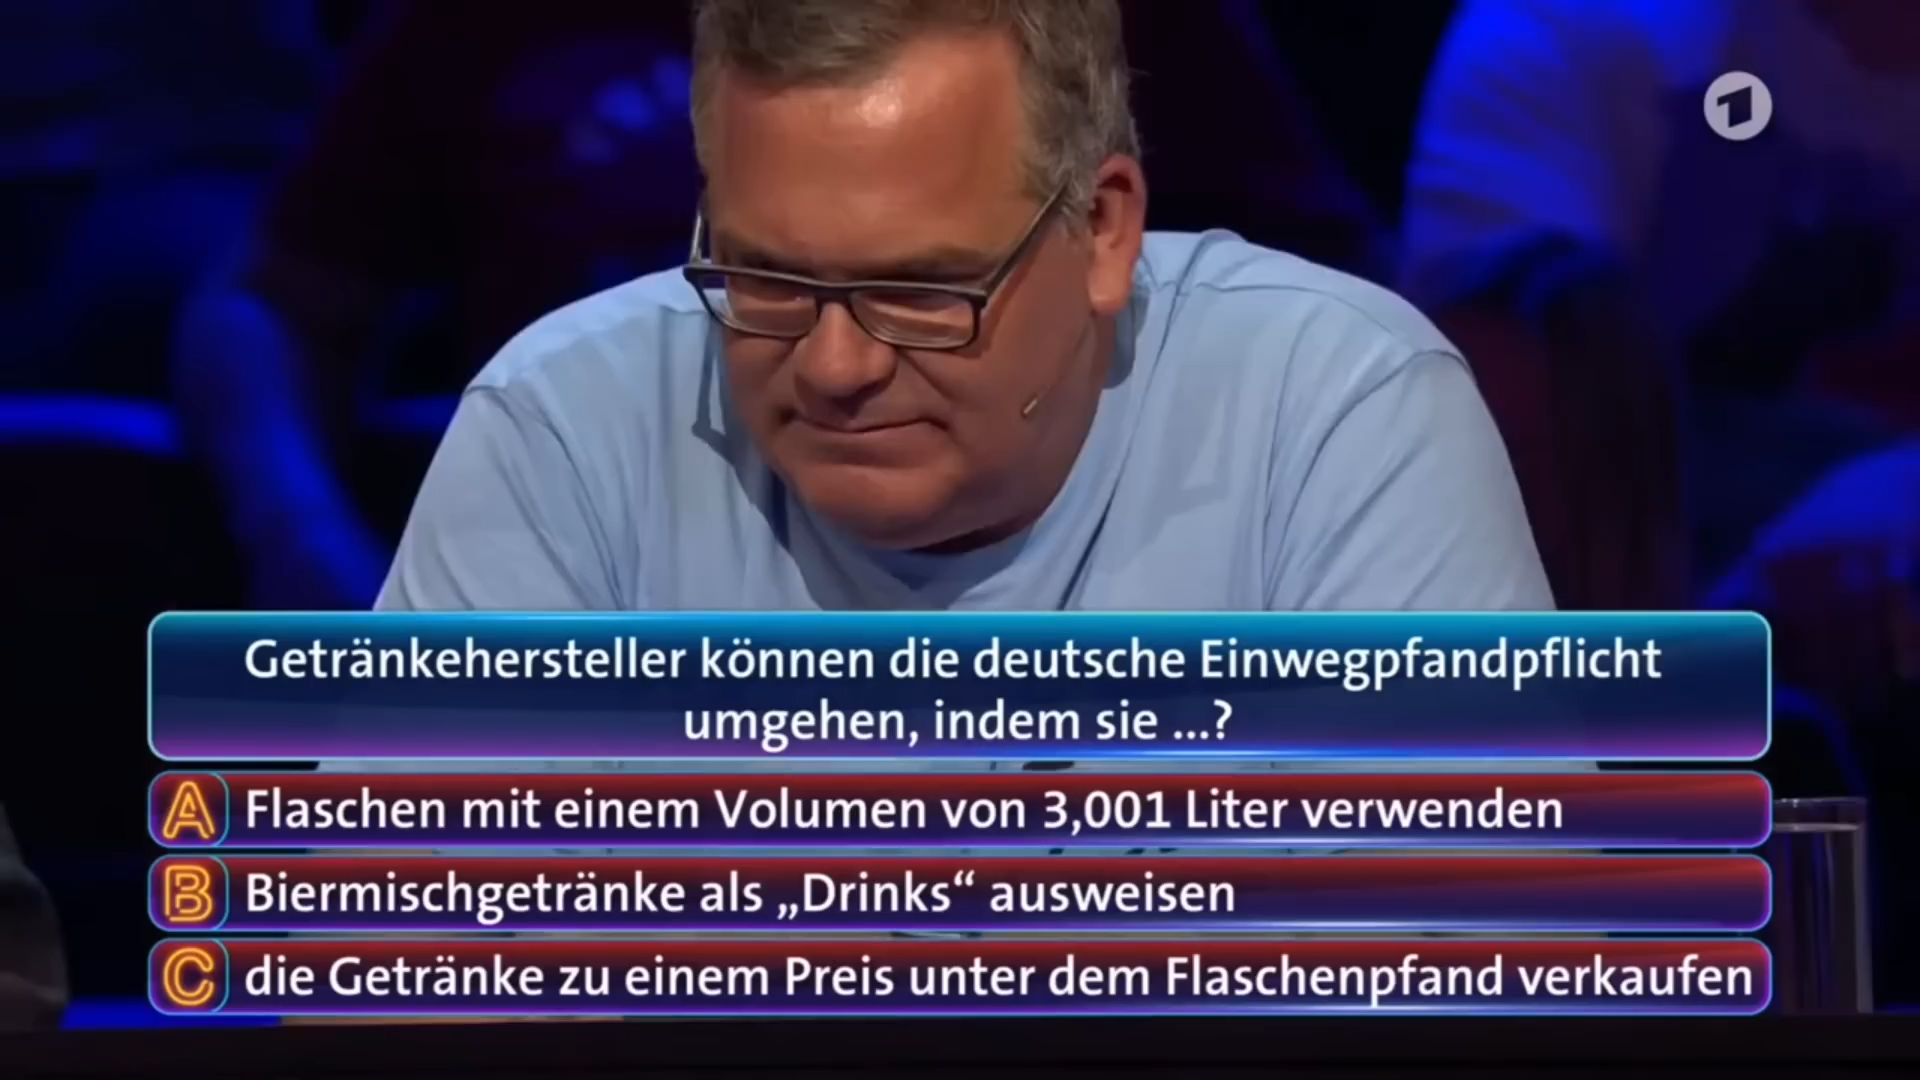 Getränkehersteller können die deutsche Einwegpfandpflicht
umgehen, indem sie ...?
A Flaschen mit einem Volumen von 3,001 Liter verwenden
B Biermischgetränke als „Drinks“ ausweisen
C die Getränke zu einem Preis unter dem Flaschenpfand verkaufen